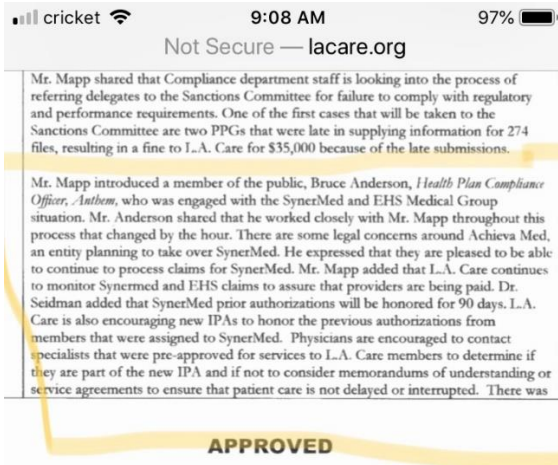 cricket 9:08 AM 97%
Not Secure — lacare.org
Mr. Mapp shared that Compliance department staff is looking into the process of
referring delegates to the Sanctions Committee for failure to comply with regulatory
and performance requirements. One of the first cases that will be taken to the
Sanctions Committee are two PPGs that were late in supplying information for 274
files, resulting in a fine to L.A. Care for $35,000 because of the late submissions.
Mr. Mapp introduced a member of the public, Bruce Anderson, Health Plan Compliance
Officer, Anthem, who was engaged with the SynerMed and EHS Medical Group
situation. Mr. Anderson shared that he worked closely with Mr. Mapp throughout this
process that changed by the hour. There are some legal concerns around Achieva Med,
an entity planning to take over SynerMed. He expressed that they are pleased to be able
to continue to process claims for SynerMed. Mr. Mapp added that L.A. Care continues
to monitor Synermed and EHS claims to assure that providers are being paid. Dr.
Seidman added that SynerMed prior authorizations will be honored for 90 days. L.A.
Care is also encouraging new IPAs to honor the previous authorizations from
members that were assigned to SynerMed. Physicians are encouraged to contact
specialists that were pre-approved for services to L.A. Care members to determine if
they are part of the new IPA and if not to consider memorandums of understanding or
service agreements to ensure that patient care is not delayed or interrupted. There was
APPROVED